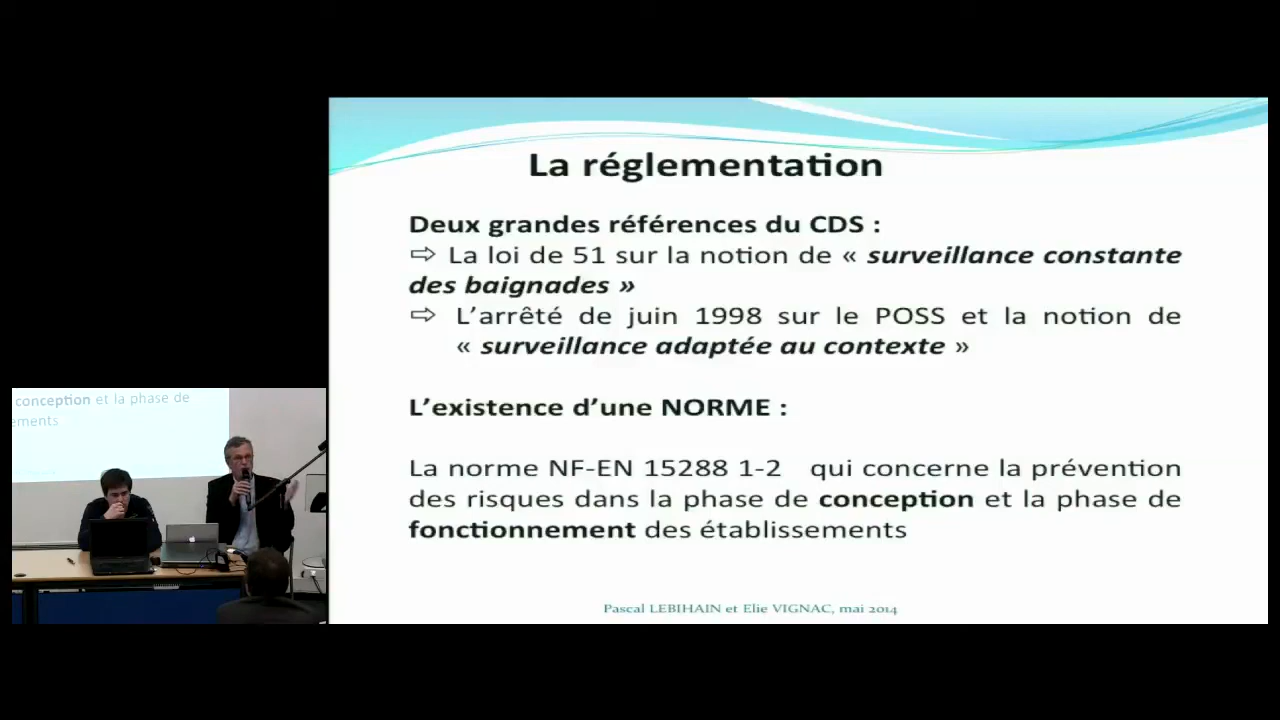 La réglementation
Deux grandes références du CDS :
⇨ La loi de 51 sur la notion de « surveillance constante
des baignades »
⇨ L’arrêté de juin 1998 sur le POSS et la notion de
« surveillance adaptée au contexte »
L’existence d’une NORME :
La norme NF-EN 15288 1-2 qui concerne la prévention
des risques dans la phase de conception et la phase de
fonctionnement des établissements
Pascal LEBIHAIN et Elie VIGNAC, mai 2014
conception et la phase de
ements